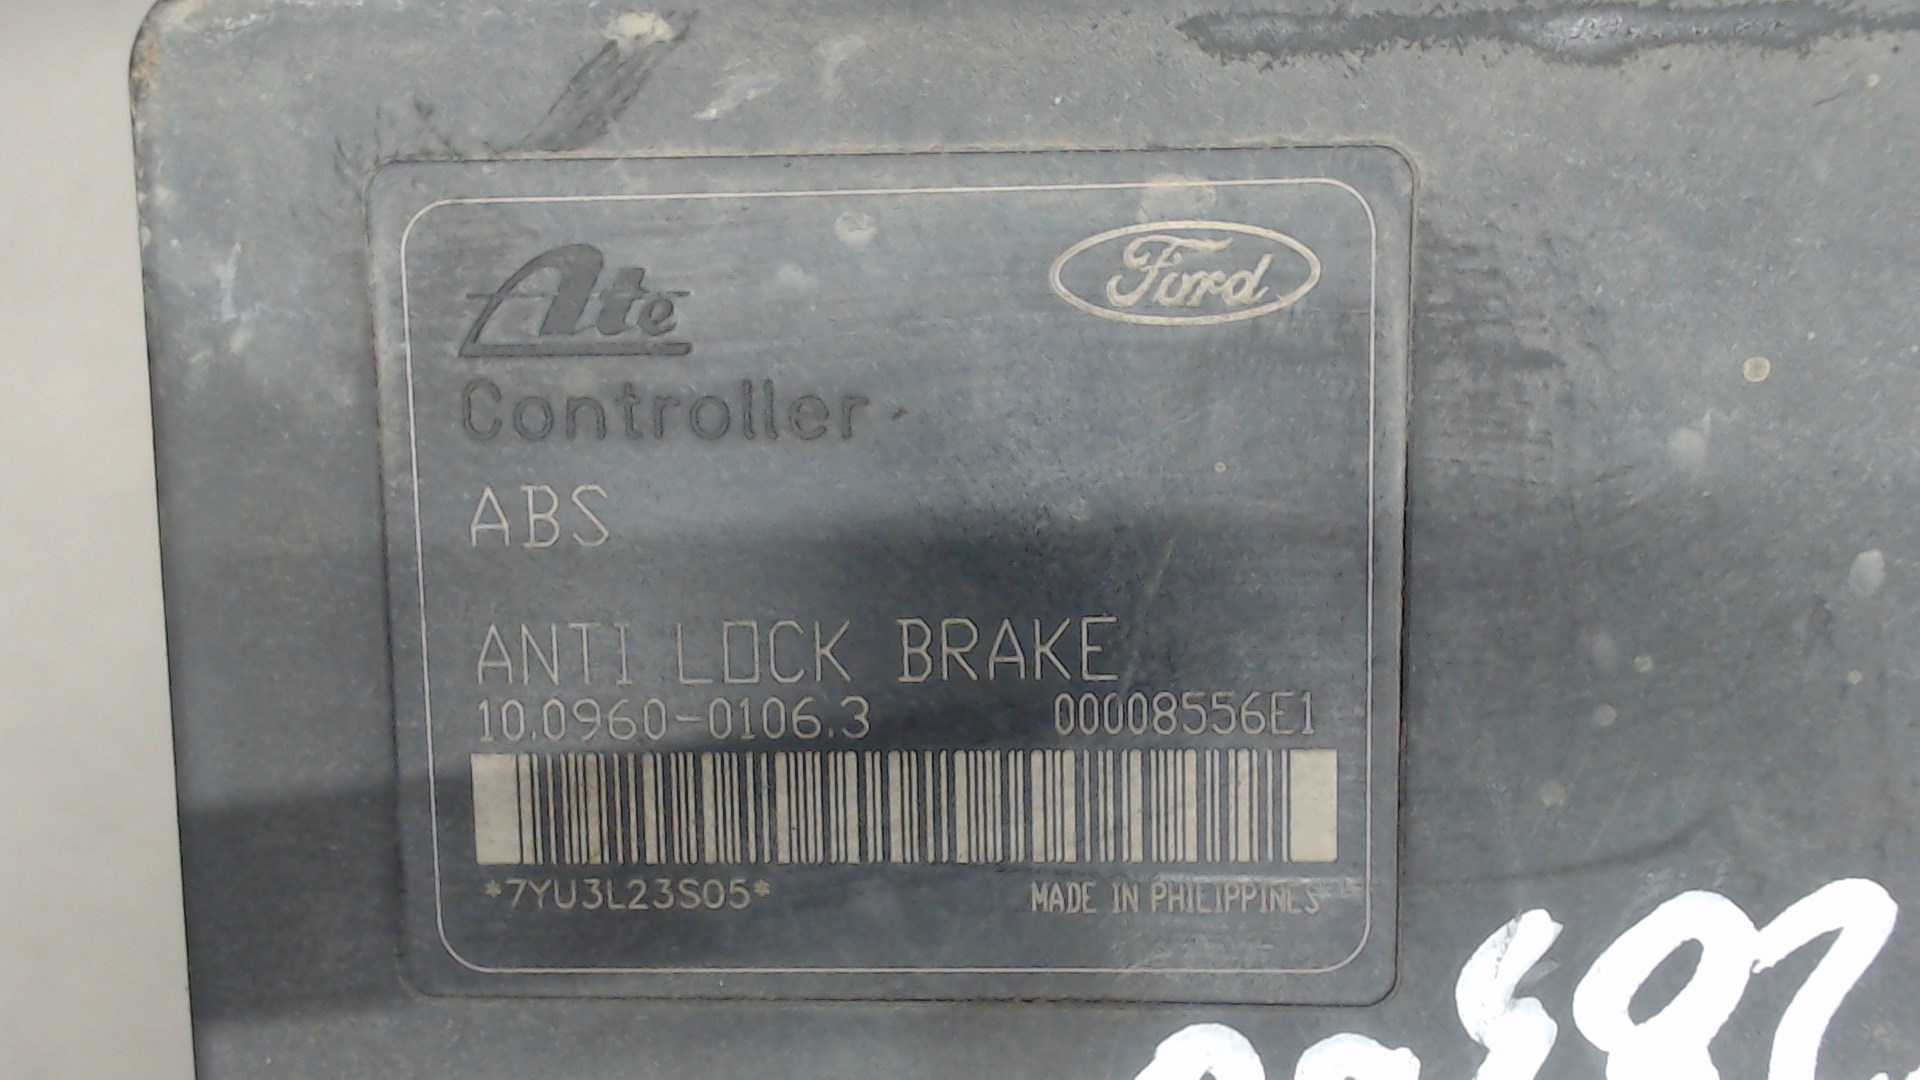 Ate
Ford
Controller
ABS
ANTI LOCK BRAKE
10.0960-0106.3 00008556E1
*7YU3L23S05*
MADE IN PHILIPPINES